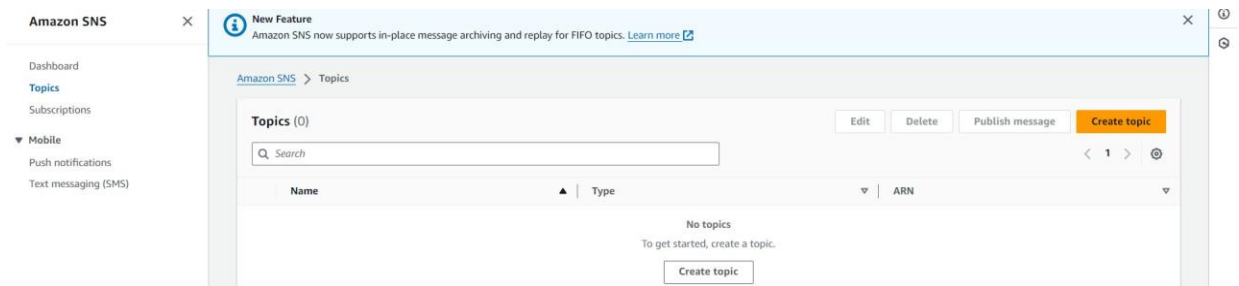 Amazon SNS
New Feature
Amazon SNS now supports in-place message archiving and replay for FIFO topics. Learn more
Dashboard
Topics
Subscriptions
Mobile
Push notifications
Text messaging (SMS)
Amazon SNS > Topics
Topics (0)
Edit Delete Publish message Create topic
Search
< 1 >
Name Type ARN
No topics
To get started, create a topic.
Create topic